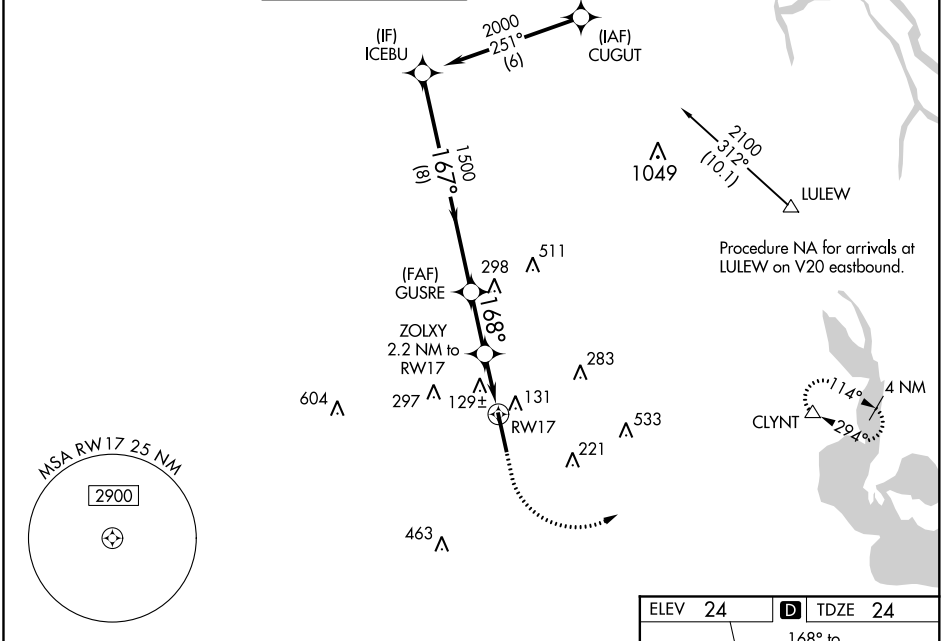 2000
251°
(6)
(IAF)
CUGUT
(IF)
ICEBU
1500
167°
(8)
1049
2100
312°
(10.1)
LULEW
Procedure NA for arrivals at
LULEW on V20 eastbound.
511
298
(FAF)
GUSRE
168°
ZOLXY
2.2 NM to
RW17
283
604
297
129±
131
RW17
533
221
463
4 NM
114°
CLYNT
294°
MSA RW17 25 NM
2900
ELEV 24 D TDZE 24
168° to